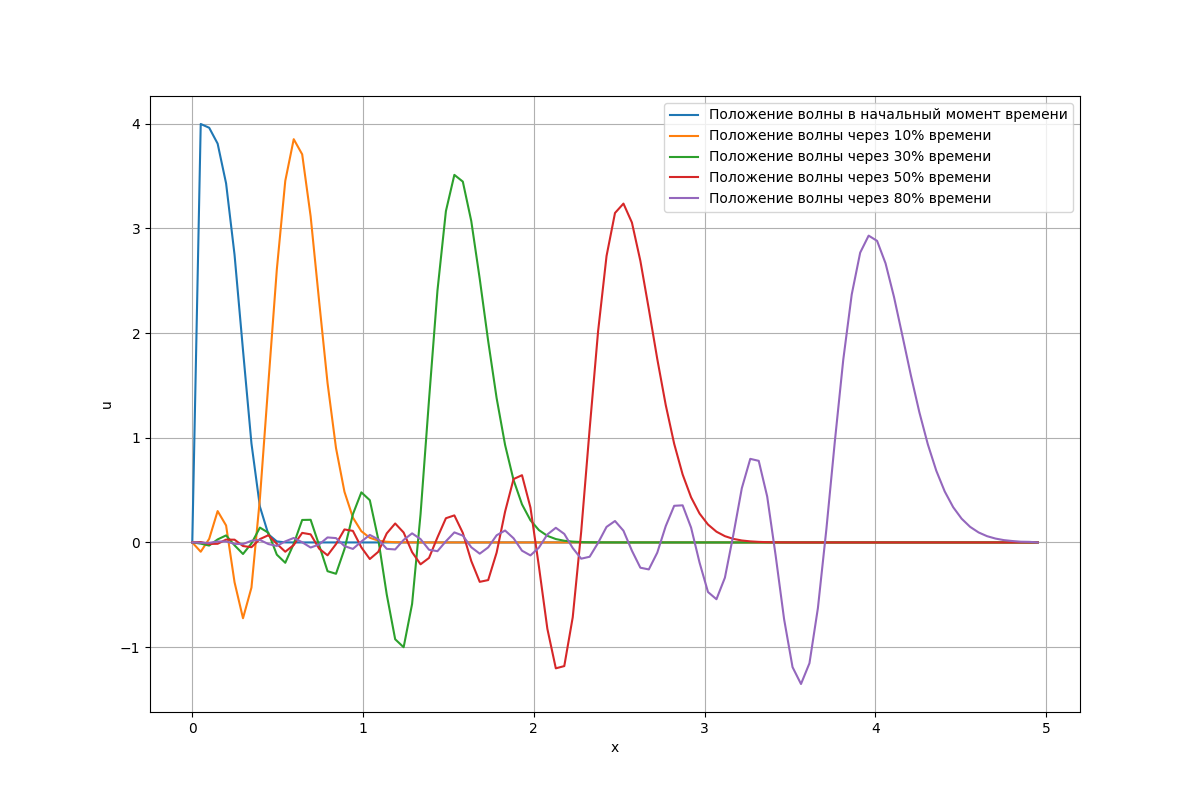 Положение волны в начальный момент времени
Положение волны через 10% времени
Положение волны через 30% времени
Положение волны через 50% времени
Положение волны через 80% времени
4
3
2
1
0
−1
u
0 1 2 3 4 5
x